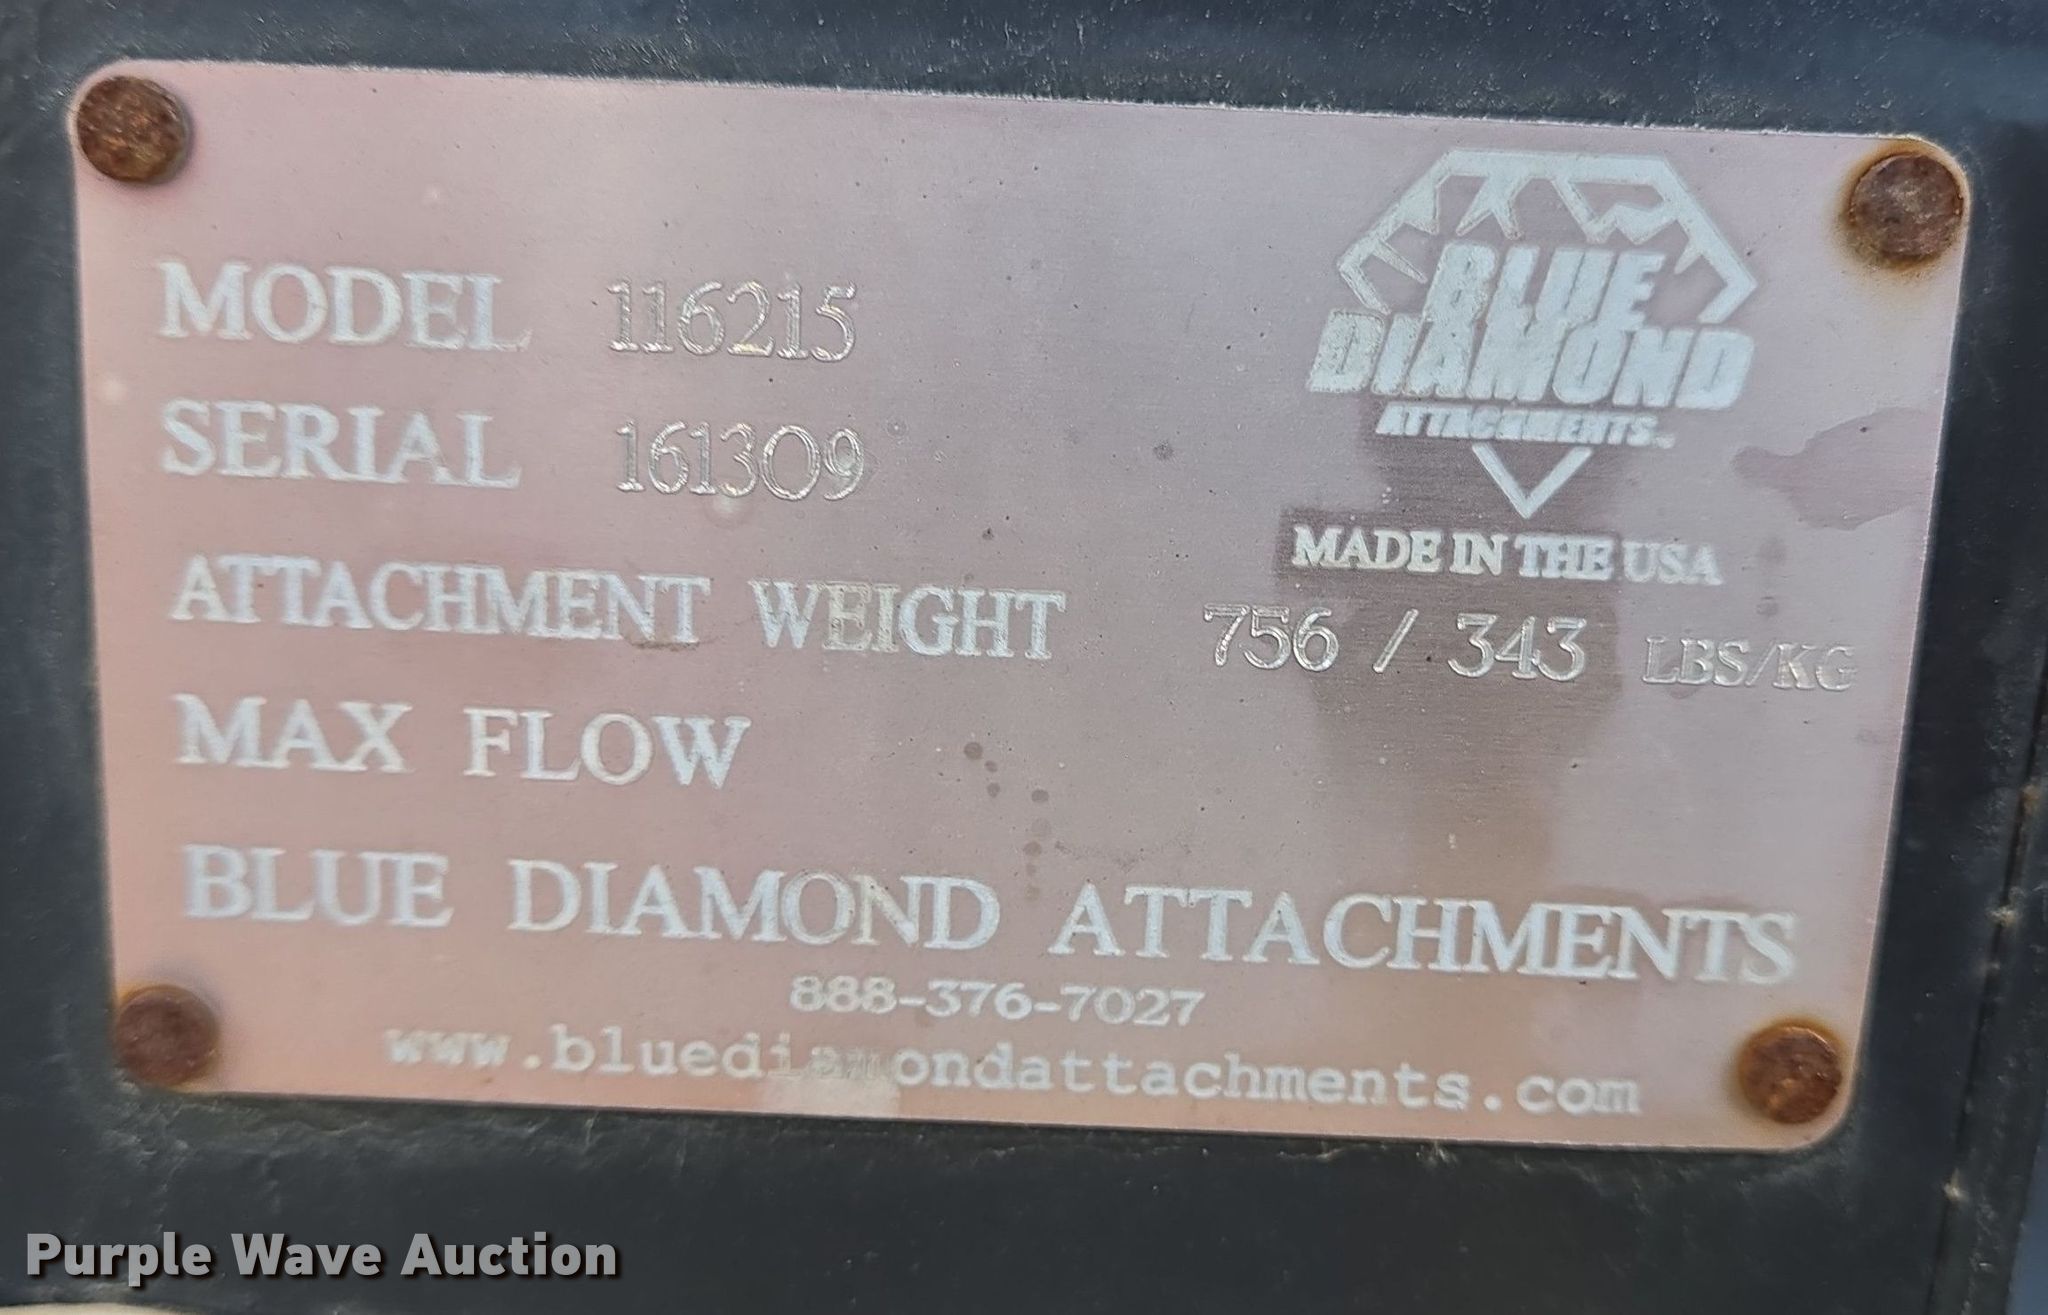 BLUE
DIAMOND
ATTACHMENTS
MADE IN THE USA
MODEL 116215
SERIAL 161309
ATTACHMENT WEIGHT 756 / 343 LBS/KG
MAX FLOW
BLUE DIAMOND ATTACHMENTS
888-376-7027
www.bluediamondattachments.com
Purple Wave Auction